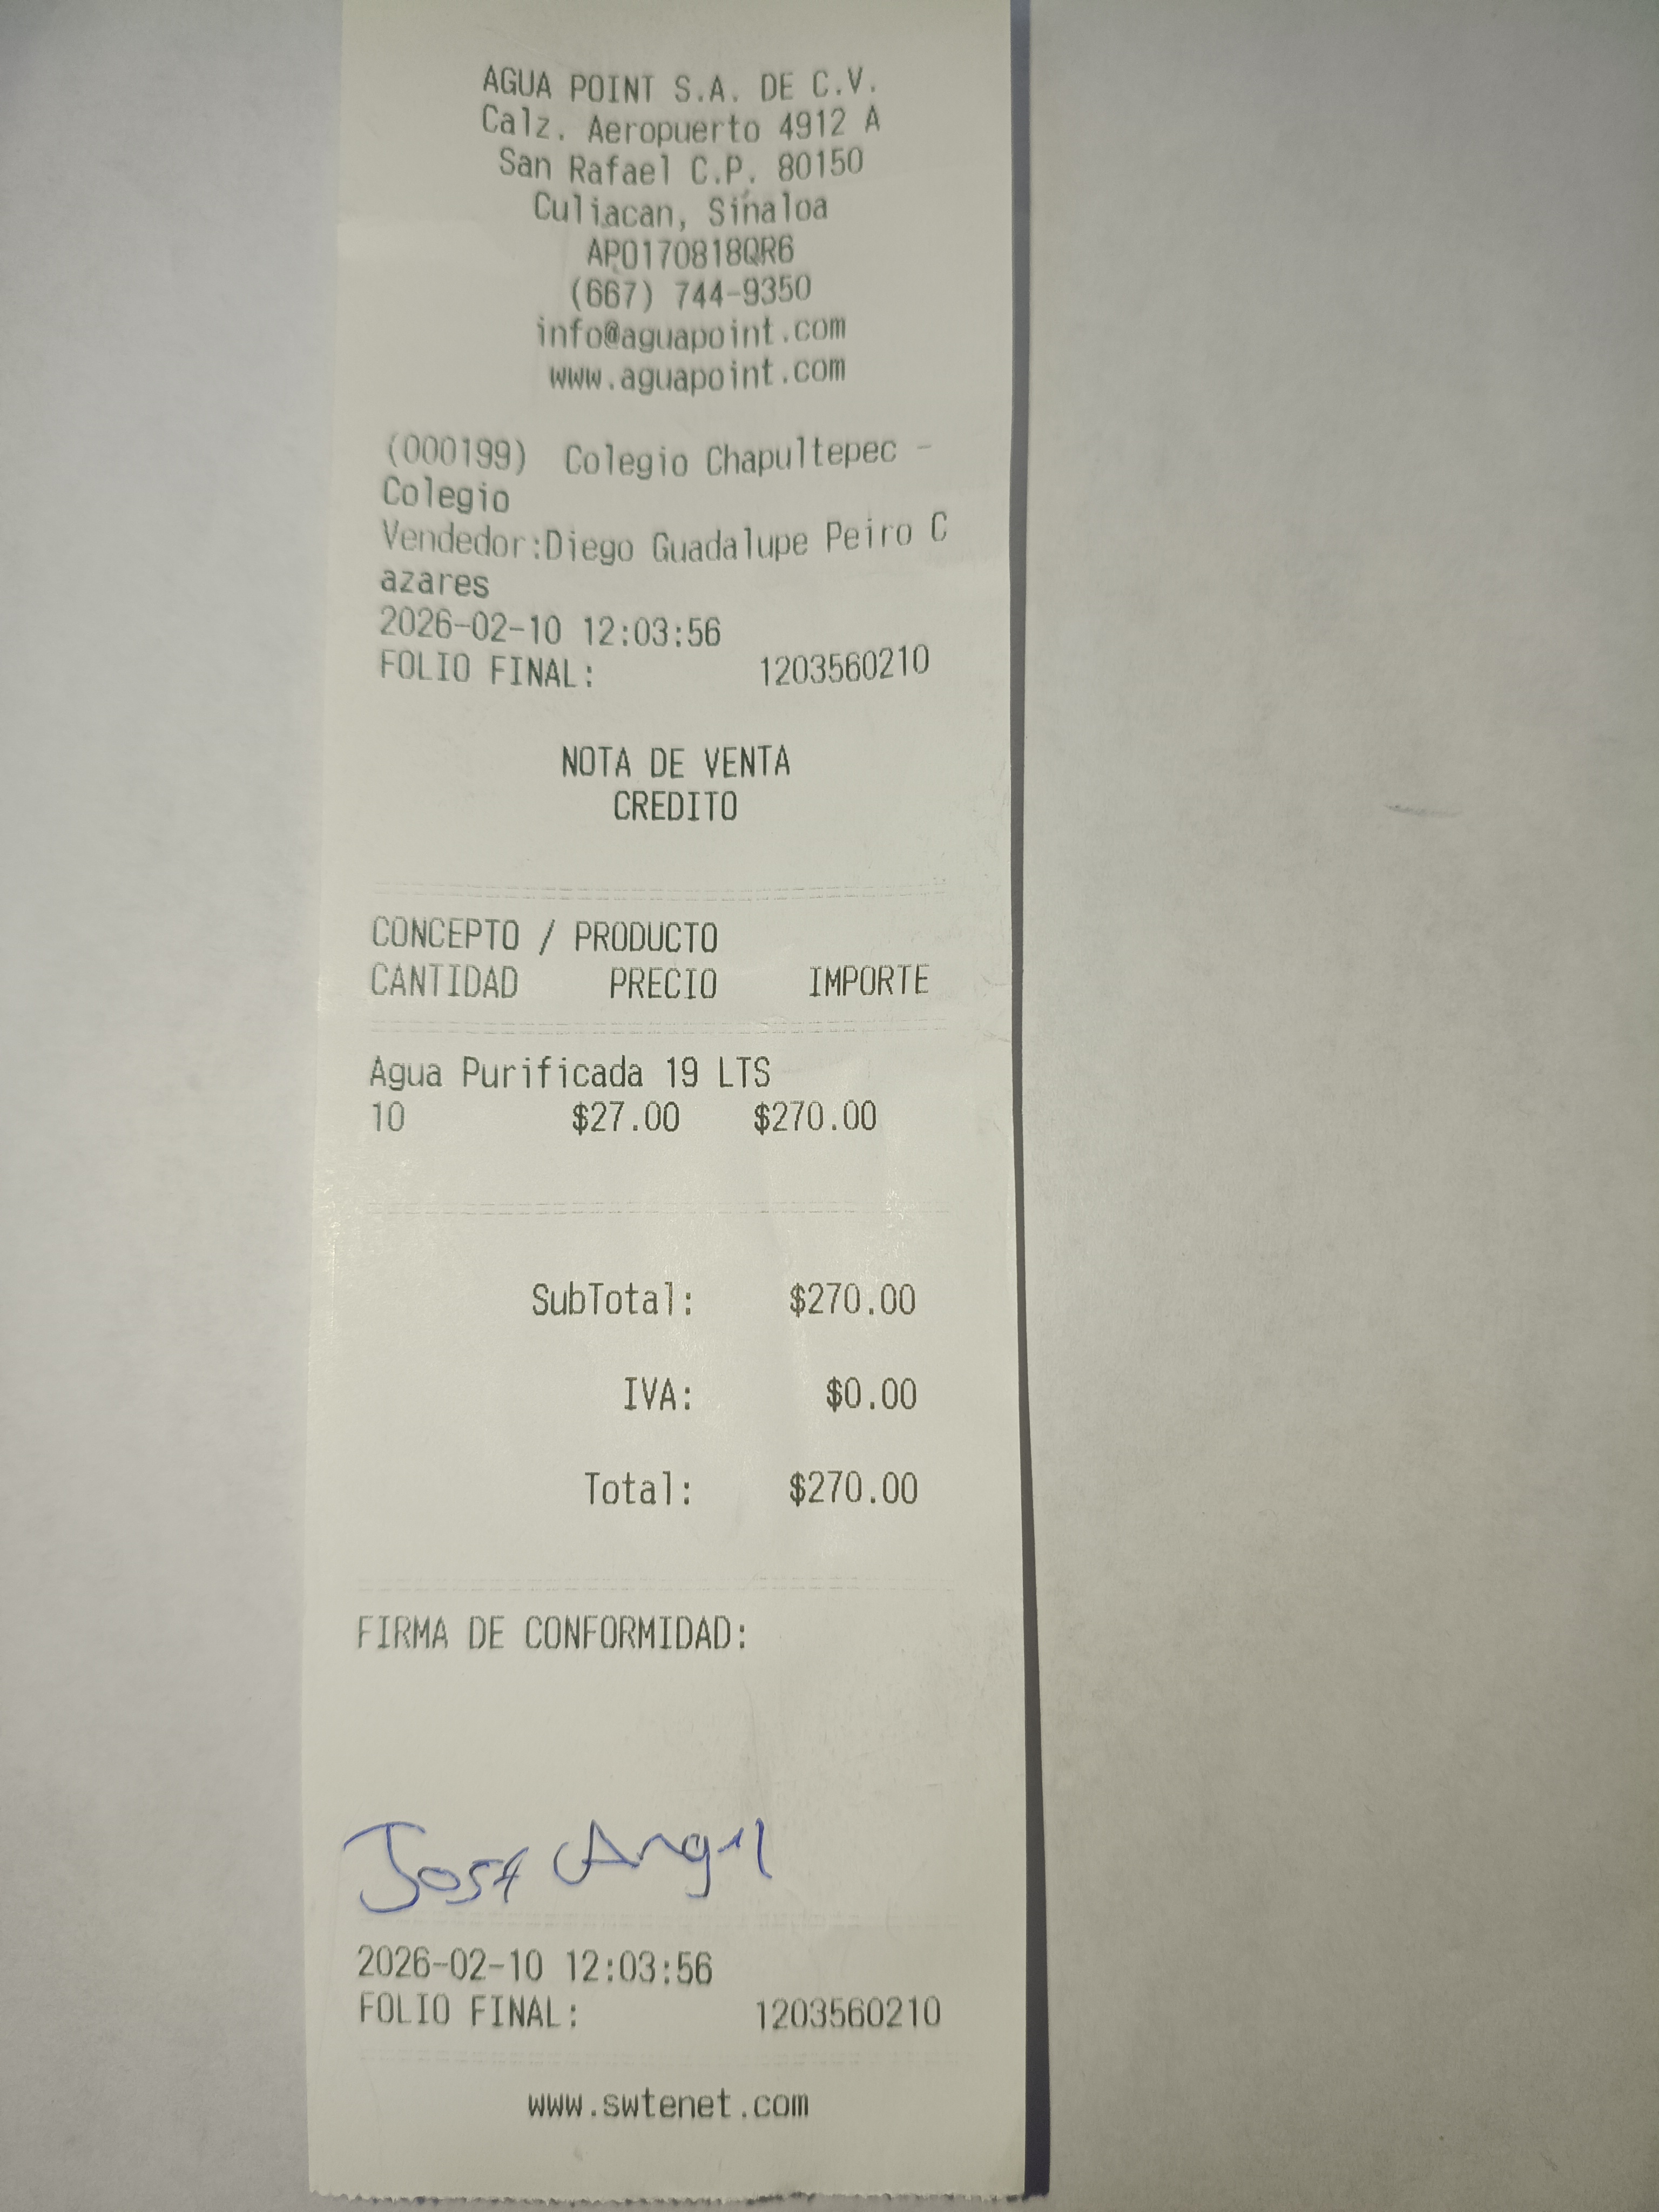 AGUA POINT S.A. DE C.V.
Calz. Aeropuerto 4912 A
San Rafael C.P. 80150
Culiacan, Sinaloa
APO170818QR6
(667) 744-9350
info@aguapoint.com
www.aguapoint.com
(000199) Colegio Chapultepec -
Colegio
Vendedor:Diego Guadalupe Peiro C
azares
2026-02-10 12:03:56
FOLIO FINAL: 1203560210
NOTA DE VENTA
CREDITO
CONCEPTO / PRODUCTO
CANTIDAD PRECIO IMPORTE
Agua Purificada 19 LTS
10 $27.00 $270.00
SubTotal: $270.00
IVA: $0.00
Total: $270.00
FIRMA DE CONFORMIDAD:
Jose Angel
2026-02-10 12:03:56
FOLIO FINAL: 1203560210
www.swtenet.com